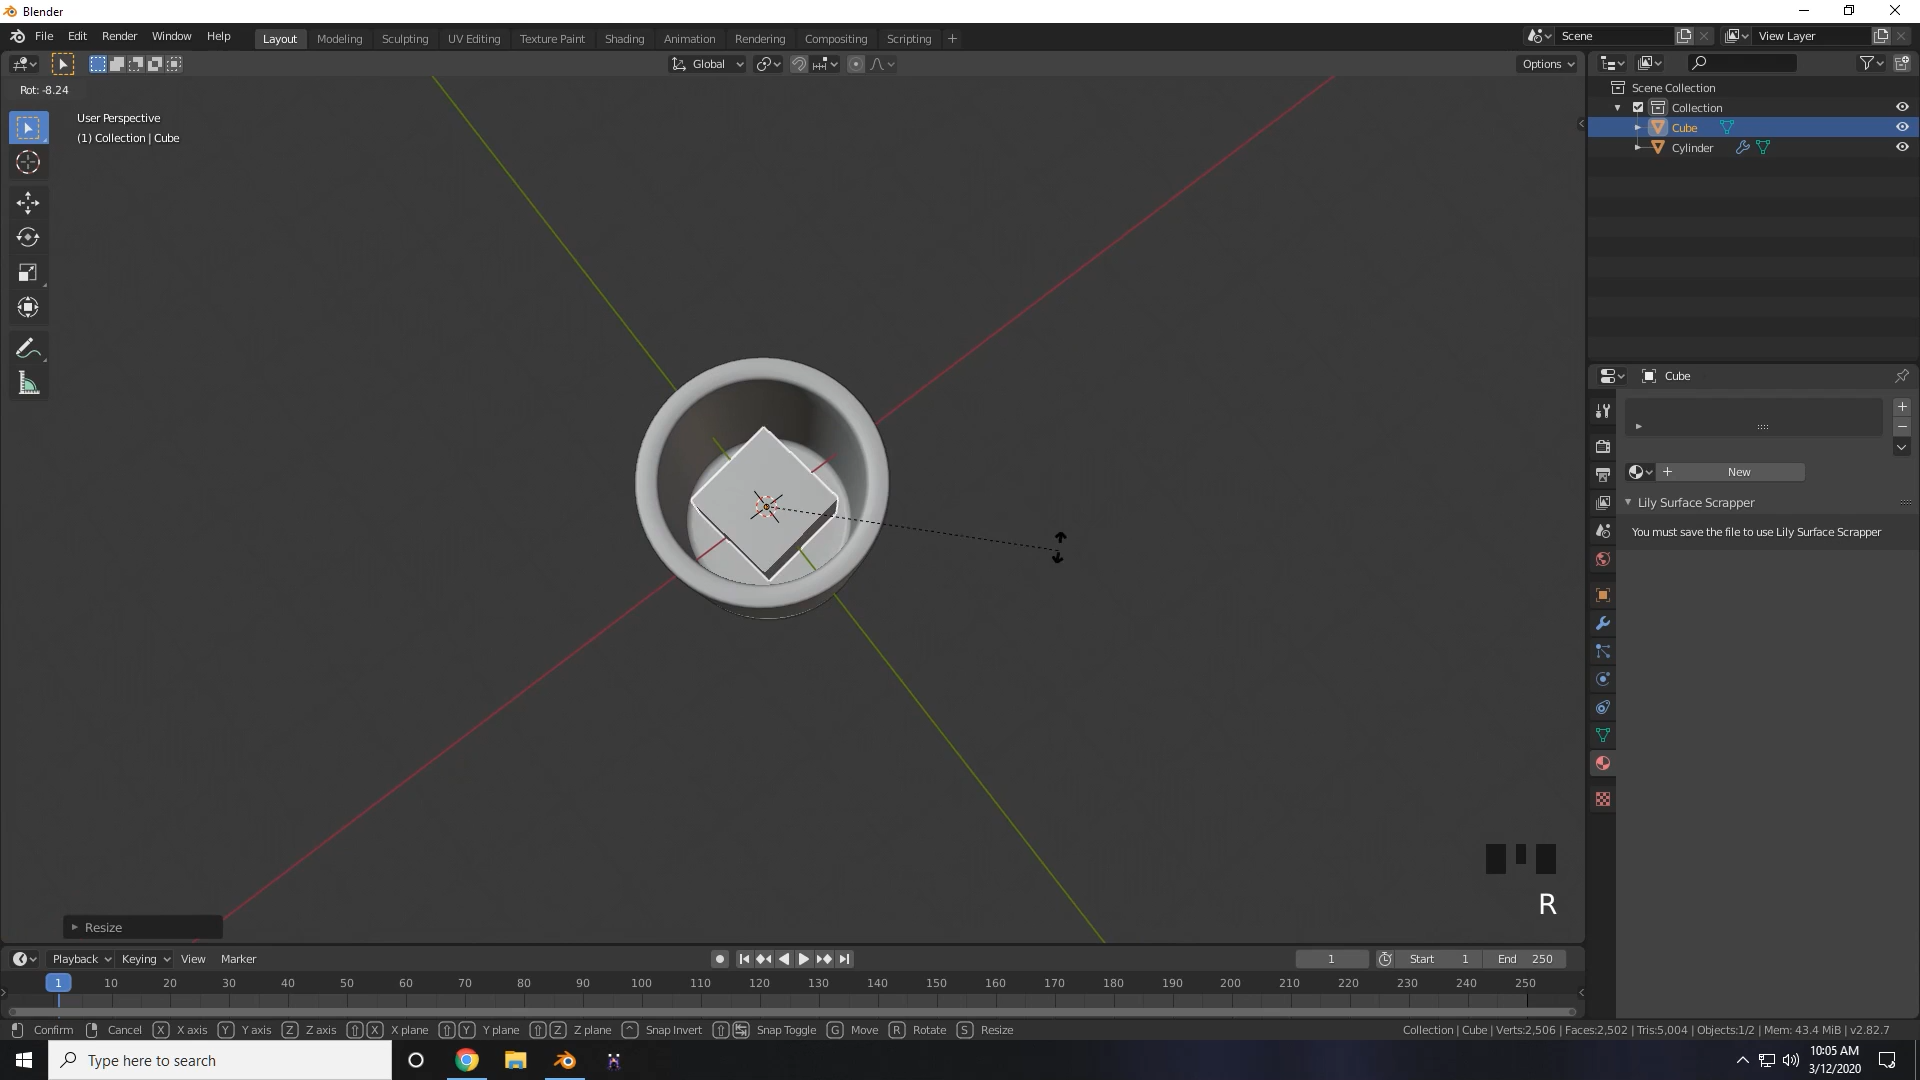 Blender
File Edit Render Window Help
Layout Modeling Sculpting UV Editing Texture Paint Shading Animation Rendering Compositing Scripting
Scene
View Layer
Global
Options
Rot: -8.24
User Perspective
(1) Collection | Cube
Scene Collection
Collection
Cube
Cylinder
Cube
New
Lily Surface Scrapper
You must save the file to use Lily Surface Scrapper
R
Resize
Playback Keying View Marker
1 Start 1 End 250
1 10 20 30 40 50 60 70 80 90 100 110 120 130 140 150 160 170 180 190 200 210 220 230 240 250
Confirm Cancel X X axis Y Y axis Z Z axis X X plane Y Y plane Z Z plane ^ Snap Invert Snap Toggle G Move R Rotate S Resize
Collection | Cube | Verts:2,506 | Faces:2,502 | Tris:5,004 | Objects:1/2 | Mem: 43.4 MiB | v2.82.7
Type here to search
10:05 AM
3/12/2020